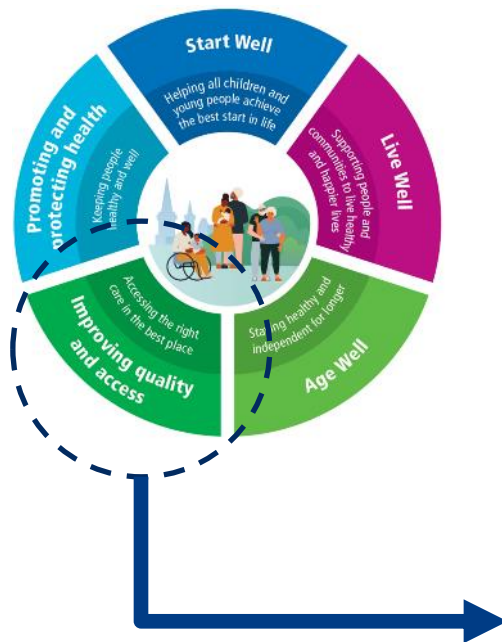 Start Well
Helping all children and
young people achieve
the best start in life
Live Well
Supporting people and
communities to live healthy
and happier lives
Age Well
Staying healthy and
independent for longer
Improving quality
and access
Accessing the right
care in the best place
Promoting and
protecting health
Keeping people
healthy and well